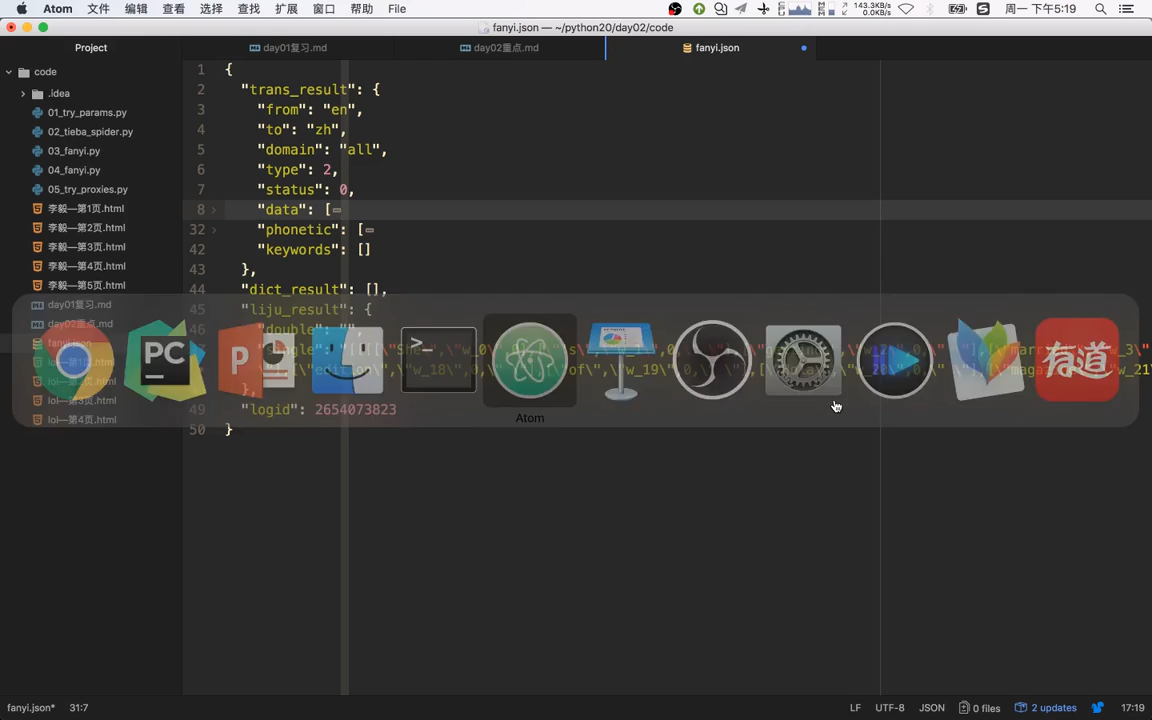 Atom 文件 编辑 查看 选择 查找 扩展 窗口 帮助 File 143.3KB/s 0.0KB/s 周一 下午5:19
fanyi.json — ~/python20/day02/code
Project
day01复习.md
day02重点.md
fanyi.json
code
.idea
01_try_params.py
02_tieba_spider.py
03_fanyi.py
04_fanyi.py
05_try_proxies.py
李毅—第1页.html
李毅—第2页.html
李毅—第3页.html
李毅—第4页.html
李毅—第5页.html
day01复习.md
day02重点.md
fanyi.json
lol—第3页.html
lol—第4页.html
1 {
2 "trans_result": {
3 "from": "en",
4 "to": "zh",
5 "domain": "all",
6 "type": 2,
7 "status": 0,
8 "data": [
32 "phonetic": [
42 "keywords": []
43 },
44 "dict_result": [],
45 "liju_result": {
46 "double": "",
49 "logid": 2654073823
50 }
PC
P
>_
Atom
有道
fanyi.json* 31:7
LF UTF-8 JSON 0 files 2 updates 17:19